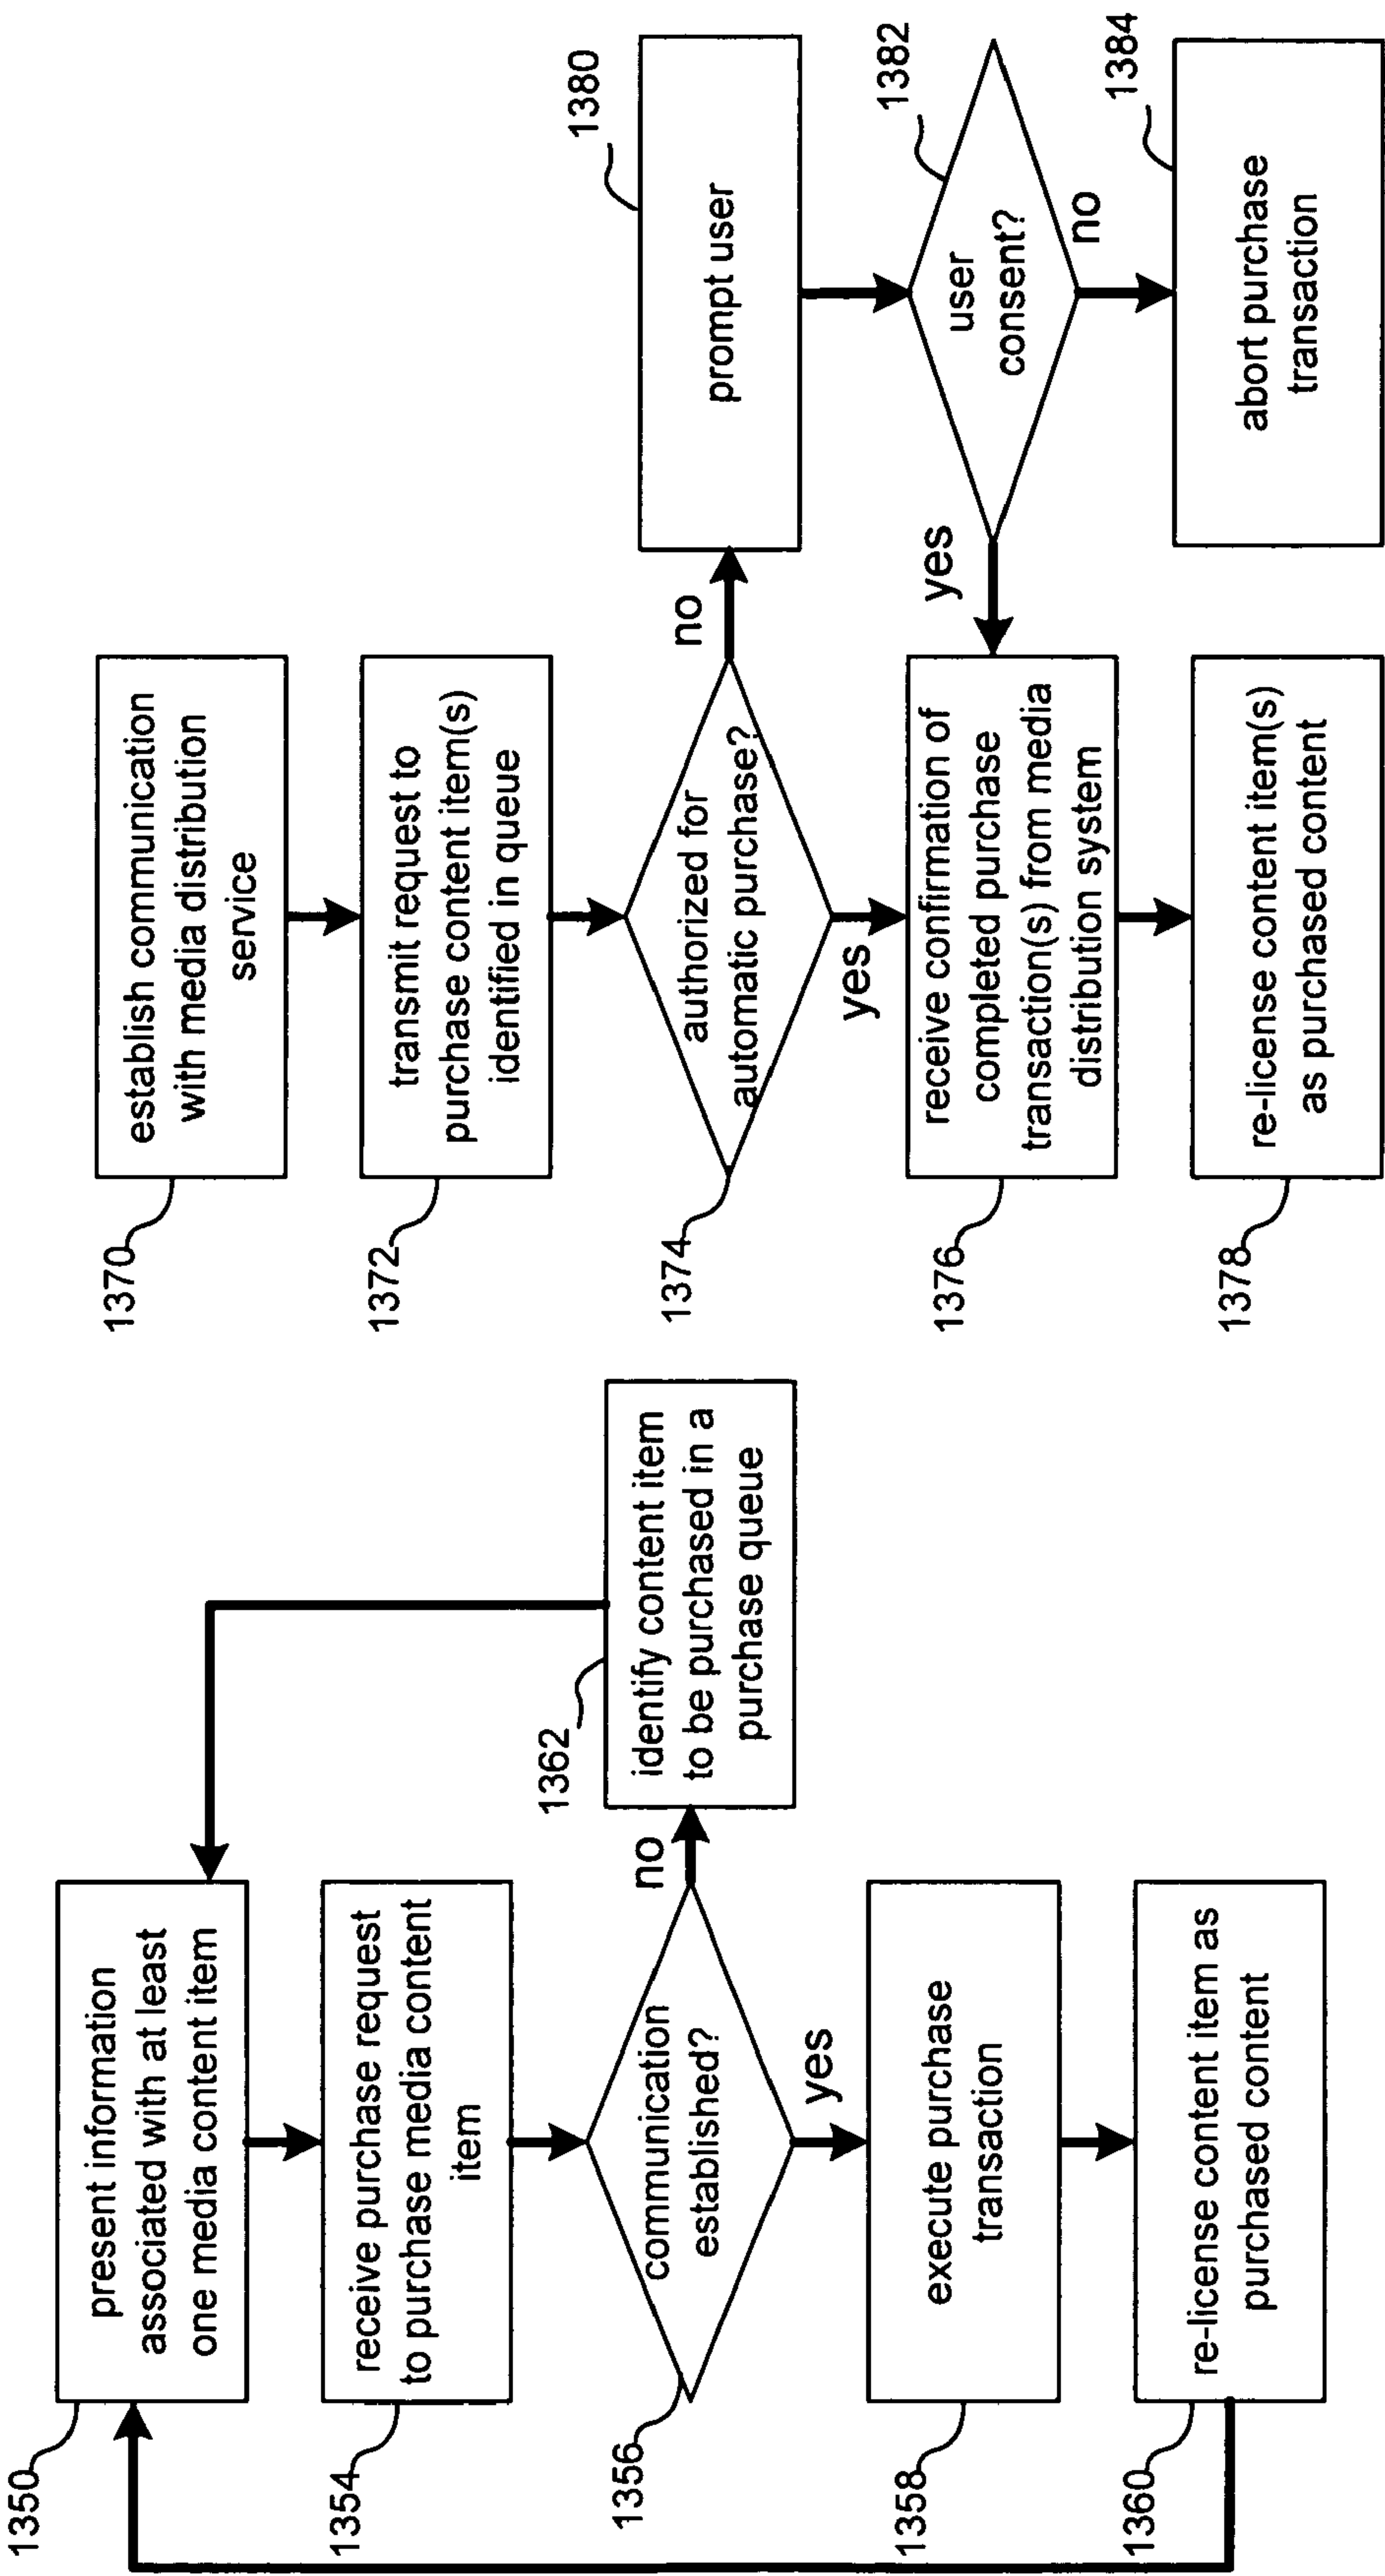 1350
present information
associated with at least
one media content item
1354
receive purchase request
to purchase media content
item
1356
communication
established?
no
yes
1362
identify content item
to be purchased in a
purchase queue
1358
execute purchase
transaction
1360
re-license content item as
purchased content
1370
establish communication
with media distribution
service
1372
transmit request to
purchase content item(s)
identified in queue
1374
authorized for
automatic purchase?
no
yes
1376
receive confirmation of
completed purchase
transaction(s) from media
distribution system
1378
re-license content item(s)
as purchased content
1380
prompt user
1382
user
consent?
yes
no
1384
abort purchase
transaction